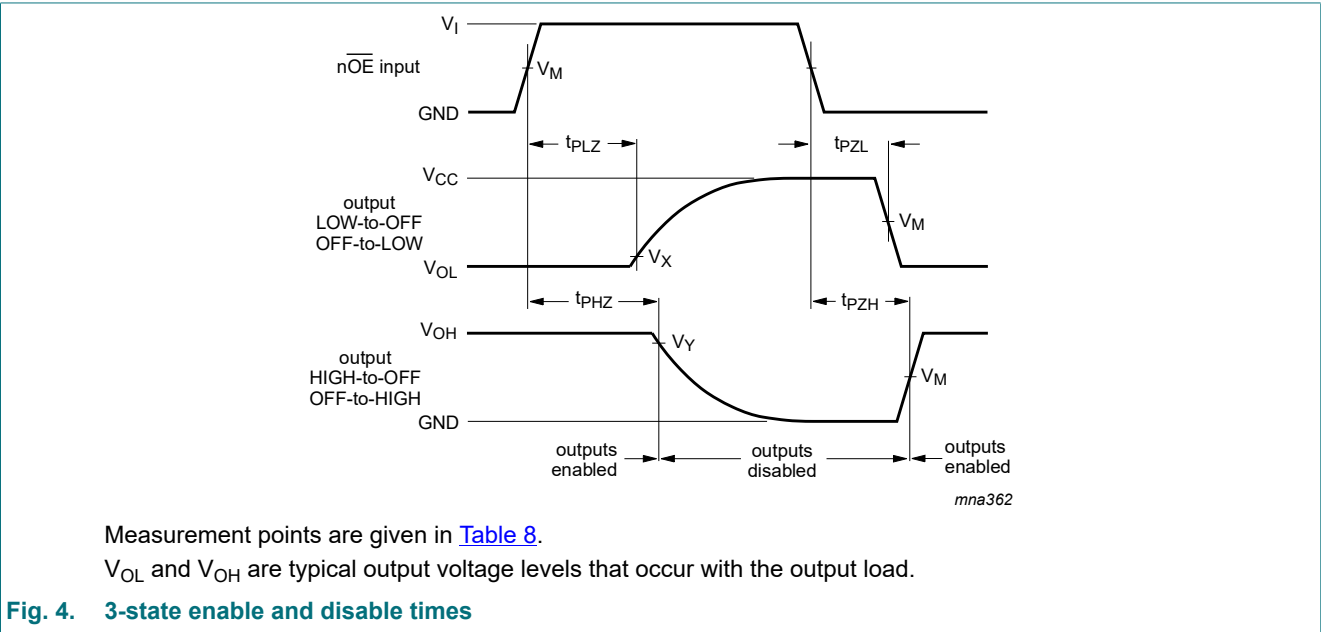 V_I
nOE input
V_M
GND
t_PLZ
t_PZL
V_CC
output
LOW-to-OFF
OFF-to-LOW
V_M
V_X
V_OL
t_PHZ
t_PZH
V_OH
V_Y
output
HIGH-to-OFF
OFF-to-HIGH
V_M
GND
outputs
enabled
outputs
disabled
outputs
enabled
mna362
Measurement points are given in Table 8.
V_OL and V_OH are typical output voltage levels that occur with the output load.
Fig. 4. 3-state enable and disable times